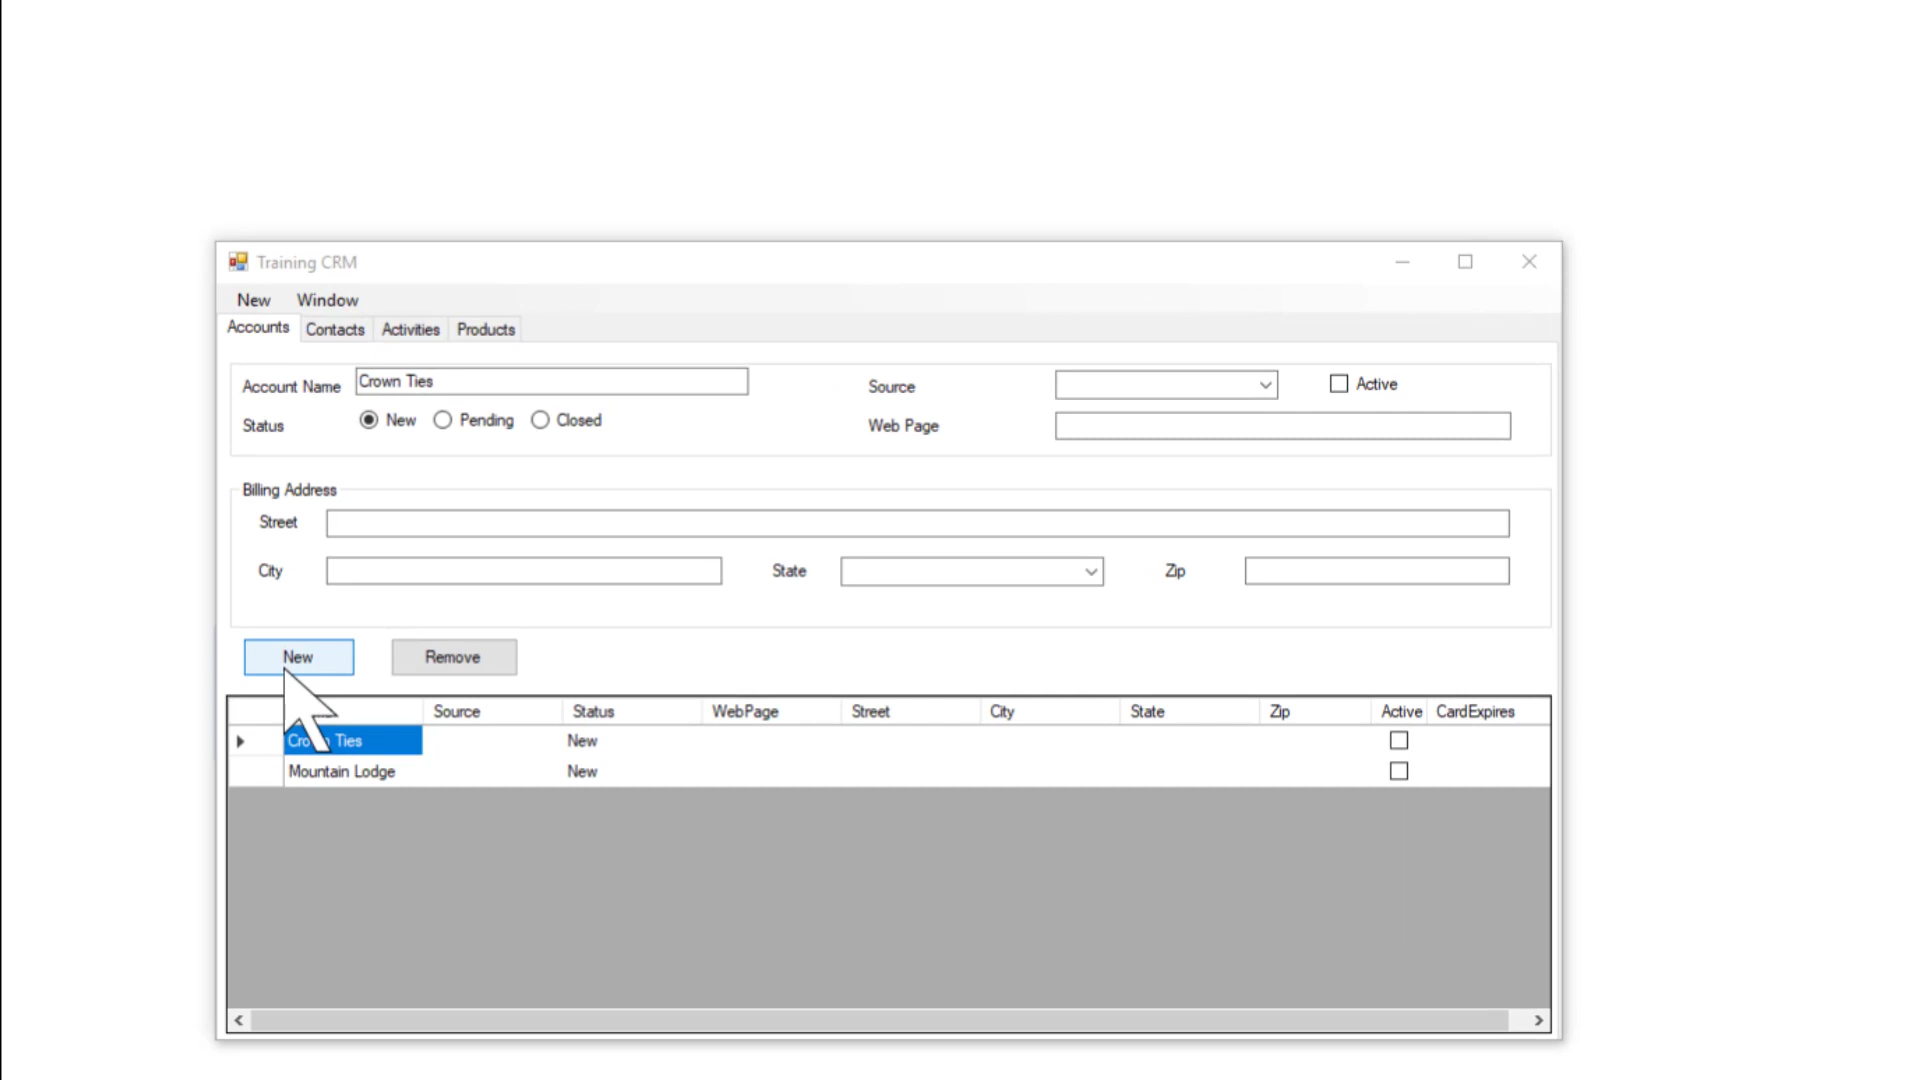 Training CRM
New Window
Accounts Contacts Activities Products
Account Name Crown Ties Source Active
Status New Pending Closed Web Page
Billing Address
Street
City State Zip
New Remove
Source Status WebPage Street City State Zip Active CardExpires
Ties New
Mountain Lodge New